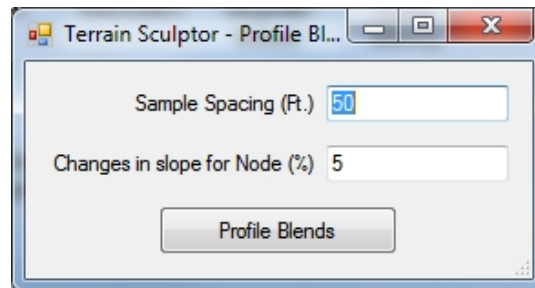 Terrain Sculptor - Profile Bl...
Sample Spacing (Ft.) 50
Changes in slope for Node (%) 5
Profile Blends